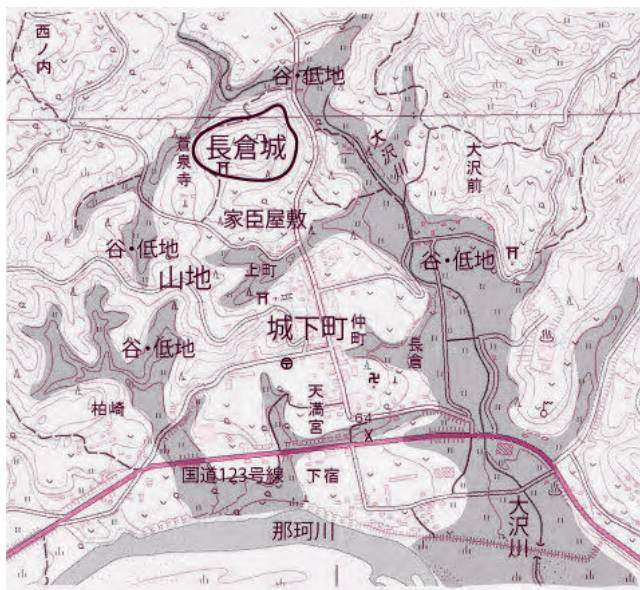 西ノ内
谷・低地
長倉城
蒼泉寺
大沢川
大沢前
家臣屋敷
谷・低地
山地
上町
谷・低地
城下町
仲町
長倉
谷・低地
柏崎
天満宮
64
国道123号線
下宿
大沢川
那珂川